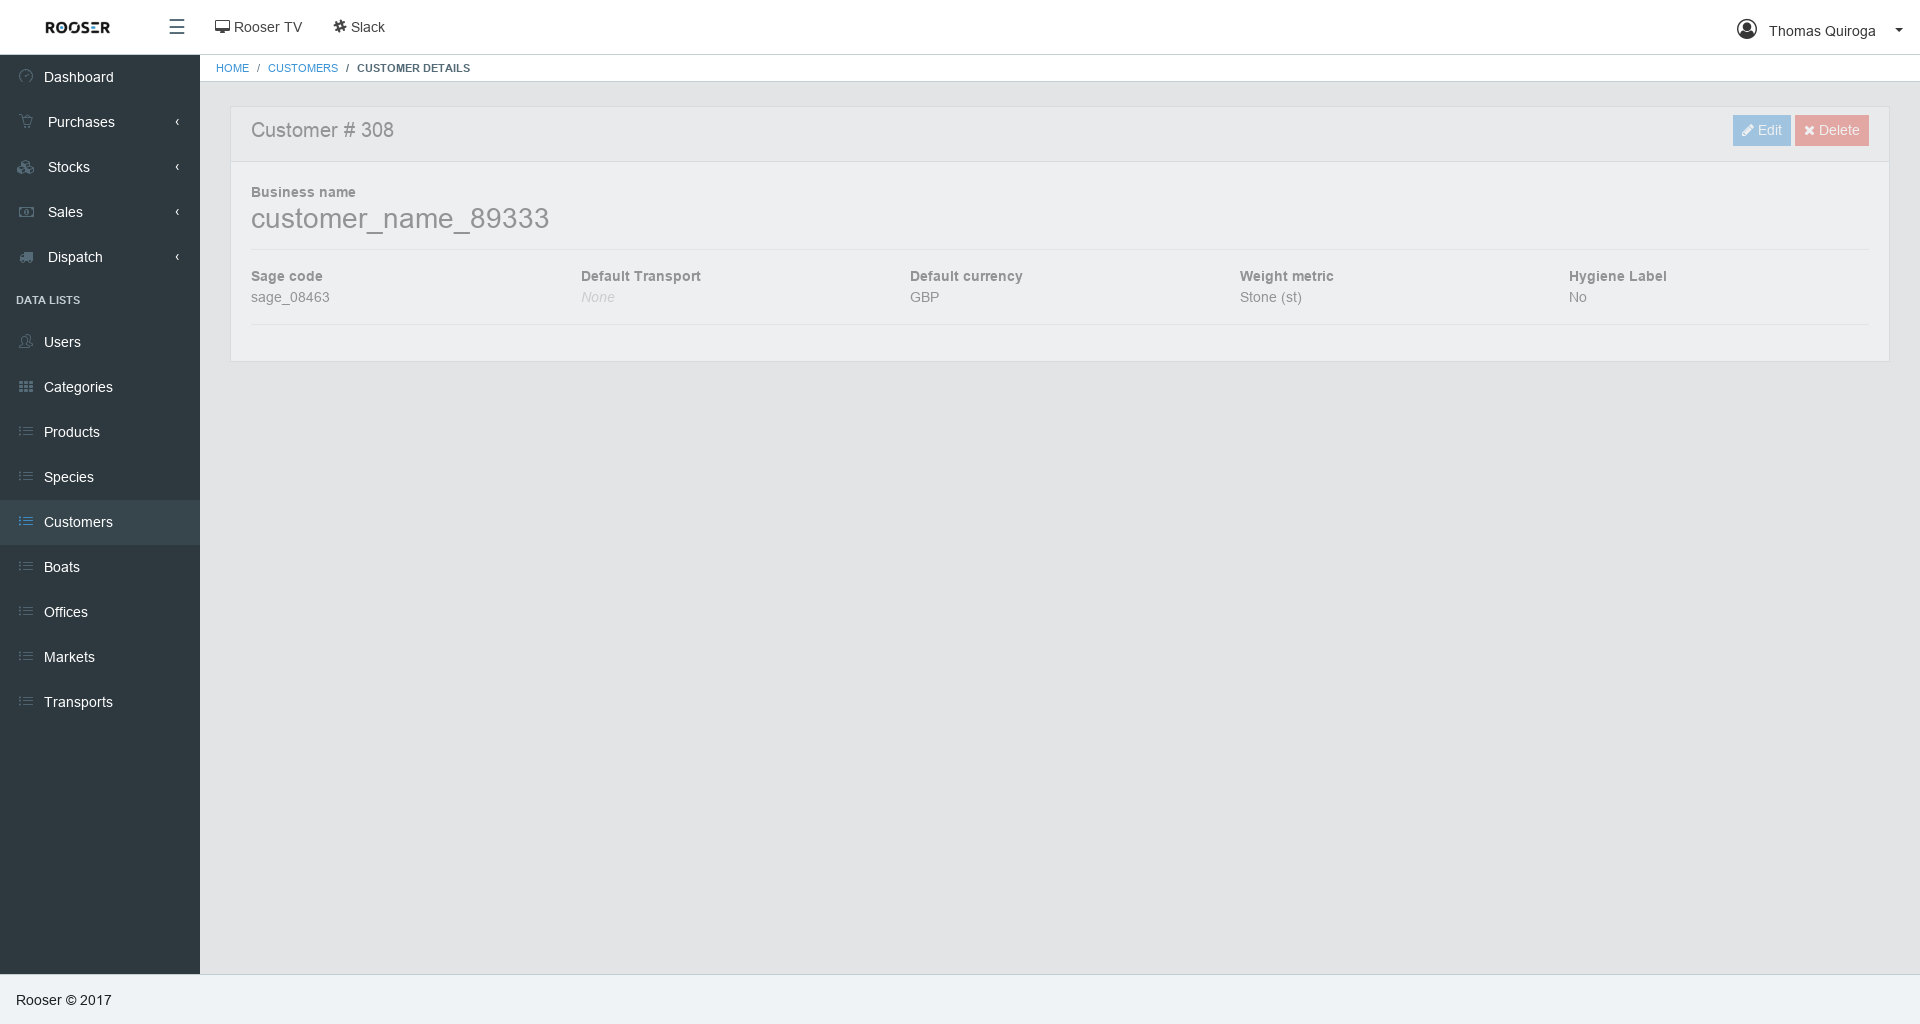 ROOSER
Rooser TV
Slack
Thomas Quiroga
HOME / CUSTOMERS / CUSTOMER DETAILS
Dashboard
Purchases
Stocks
Sales
Dispatch
DATA LISTS
Users
Categories
Products
Species
Customers
Boats
Offices
Markets
Transports
Customer # 308
Edit
Delete
Business name
customer_name_89333
Sage code
sage_08463
Default Transport
None
Default currency
GBP
Weight metric
Stone (st)
Hygiene Label
No
Rooser © 2017